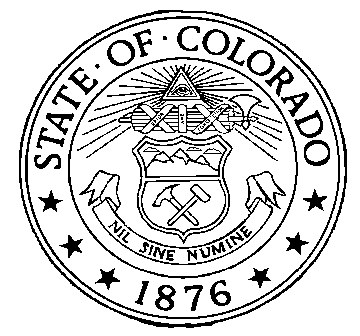 STATE · OF · COLORADO
NIL SINE NUMINE
1876